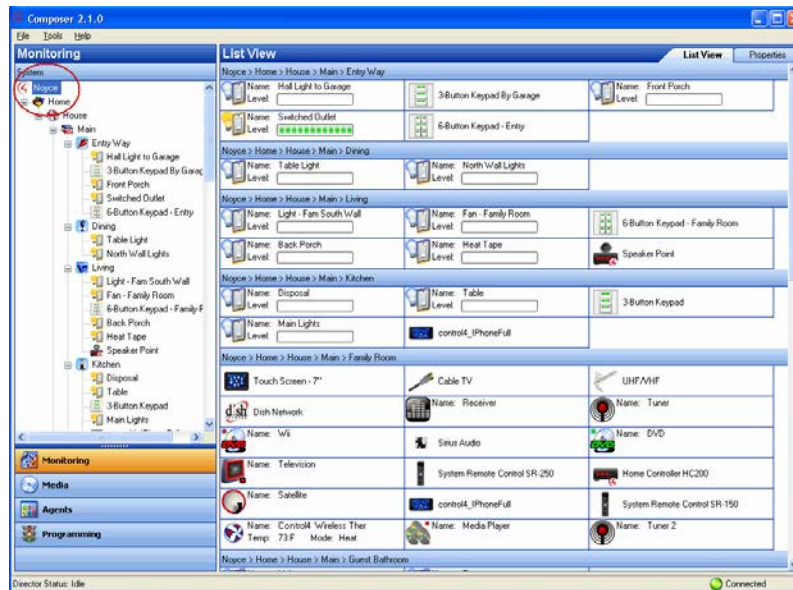 Composer 2.1.0
File Tools Help
Monitoring
System
Noyce
Home
House
Main
Entry Way
Hall Light to Garage
3-Button Keypad By Garag
Front Porch
Switched Outlet
6-Button Keypad - Entry
Dining
Table Light
North Wall Lights
Living
Light - Fam South Wall
Fan - Family Room
6-Button Keypad - Family F
Back Porch
Heat Tape
Speaker Point
Kitchen
Disposal
Table
3-Button Keypad
Main Lights
Monitoring
Media
Agents
Programming
List View
List View Properties
Noyce > Home > House > Main > Entry Way
Name: Hall Light to Garage
Level:
3-Button Keypad By Garage
Name: Front Porch
Level:
Name: Switched Outlet
Level:
6-Button Keypad - Entry
Noyce > Home > House > Main > Dining
Name: Table Light
Level:
Name: North Wall Lights
Level:
Noyce > Home > House > Main > Living
Name: Light - Fam South Wall
Level:
Name: Fan - Family Room
Level:
6-Button Keypad - Family Room
Name: Back Porch
Level:
Name: Heat Tape
Level:
Speaker Point
Noyce > Home > House > Main > Kitchen
Name: Disposal
Level:
Name: Table
Level:
3-Button Keypad
Name: Main Lights
Level:
control4_IPhoneFull
Noyce > Home > House > Main > Family Room
Touch Screen - 7"
Cable TV
UHF/VHF
dish
Dish Network
Name: Receiver
Name: Tuner
Name: Wii
Sirius Audio
Name: DVD
Name: Television
System Remote Control SR-250
Home Controller HC200
Name: Satellite
control4_IPhoneFull
System Remote Control SR-150
Name: Control4 Wireless Ther
Temp: 73 F Mode: Heat
Name: Media Player
Name: Tuner 2
Noyce > Home > House > Main > Guest Bathroom
Director Status: Idle
Connected